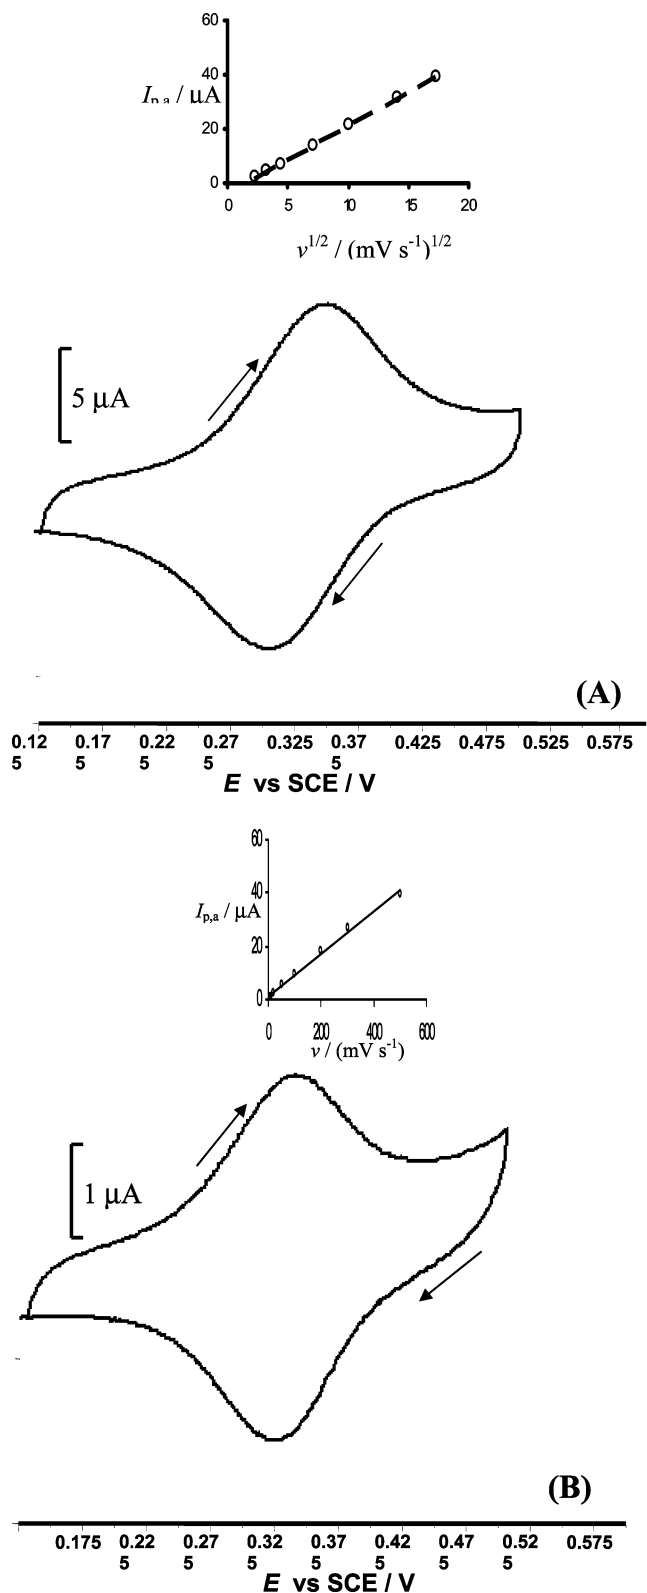 60
40
I p,a / μA
20
0
0 5 10 15 20
v1/2 / (mV s-1)1/2
5 μA
(A)
0.12 0.17 0.22 0.27 0.325 0.37 0.425 0.475 0.525 0.575
5 5 5 5 5
E vs SCE / V
60
40
Ip,a / μA
20
0
0 200 400 600
v / (mV s-1)
1 μA
(B)
0.175 0.22 0.27 0.32 0.37 0.42 0.47 0.52 0.575
5 5 5 5 5 5 5
E vs SCE / V